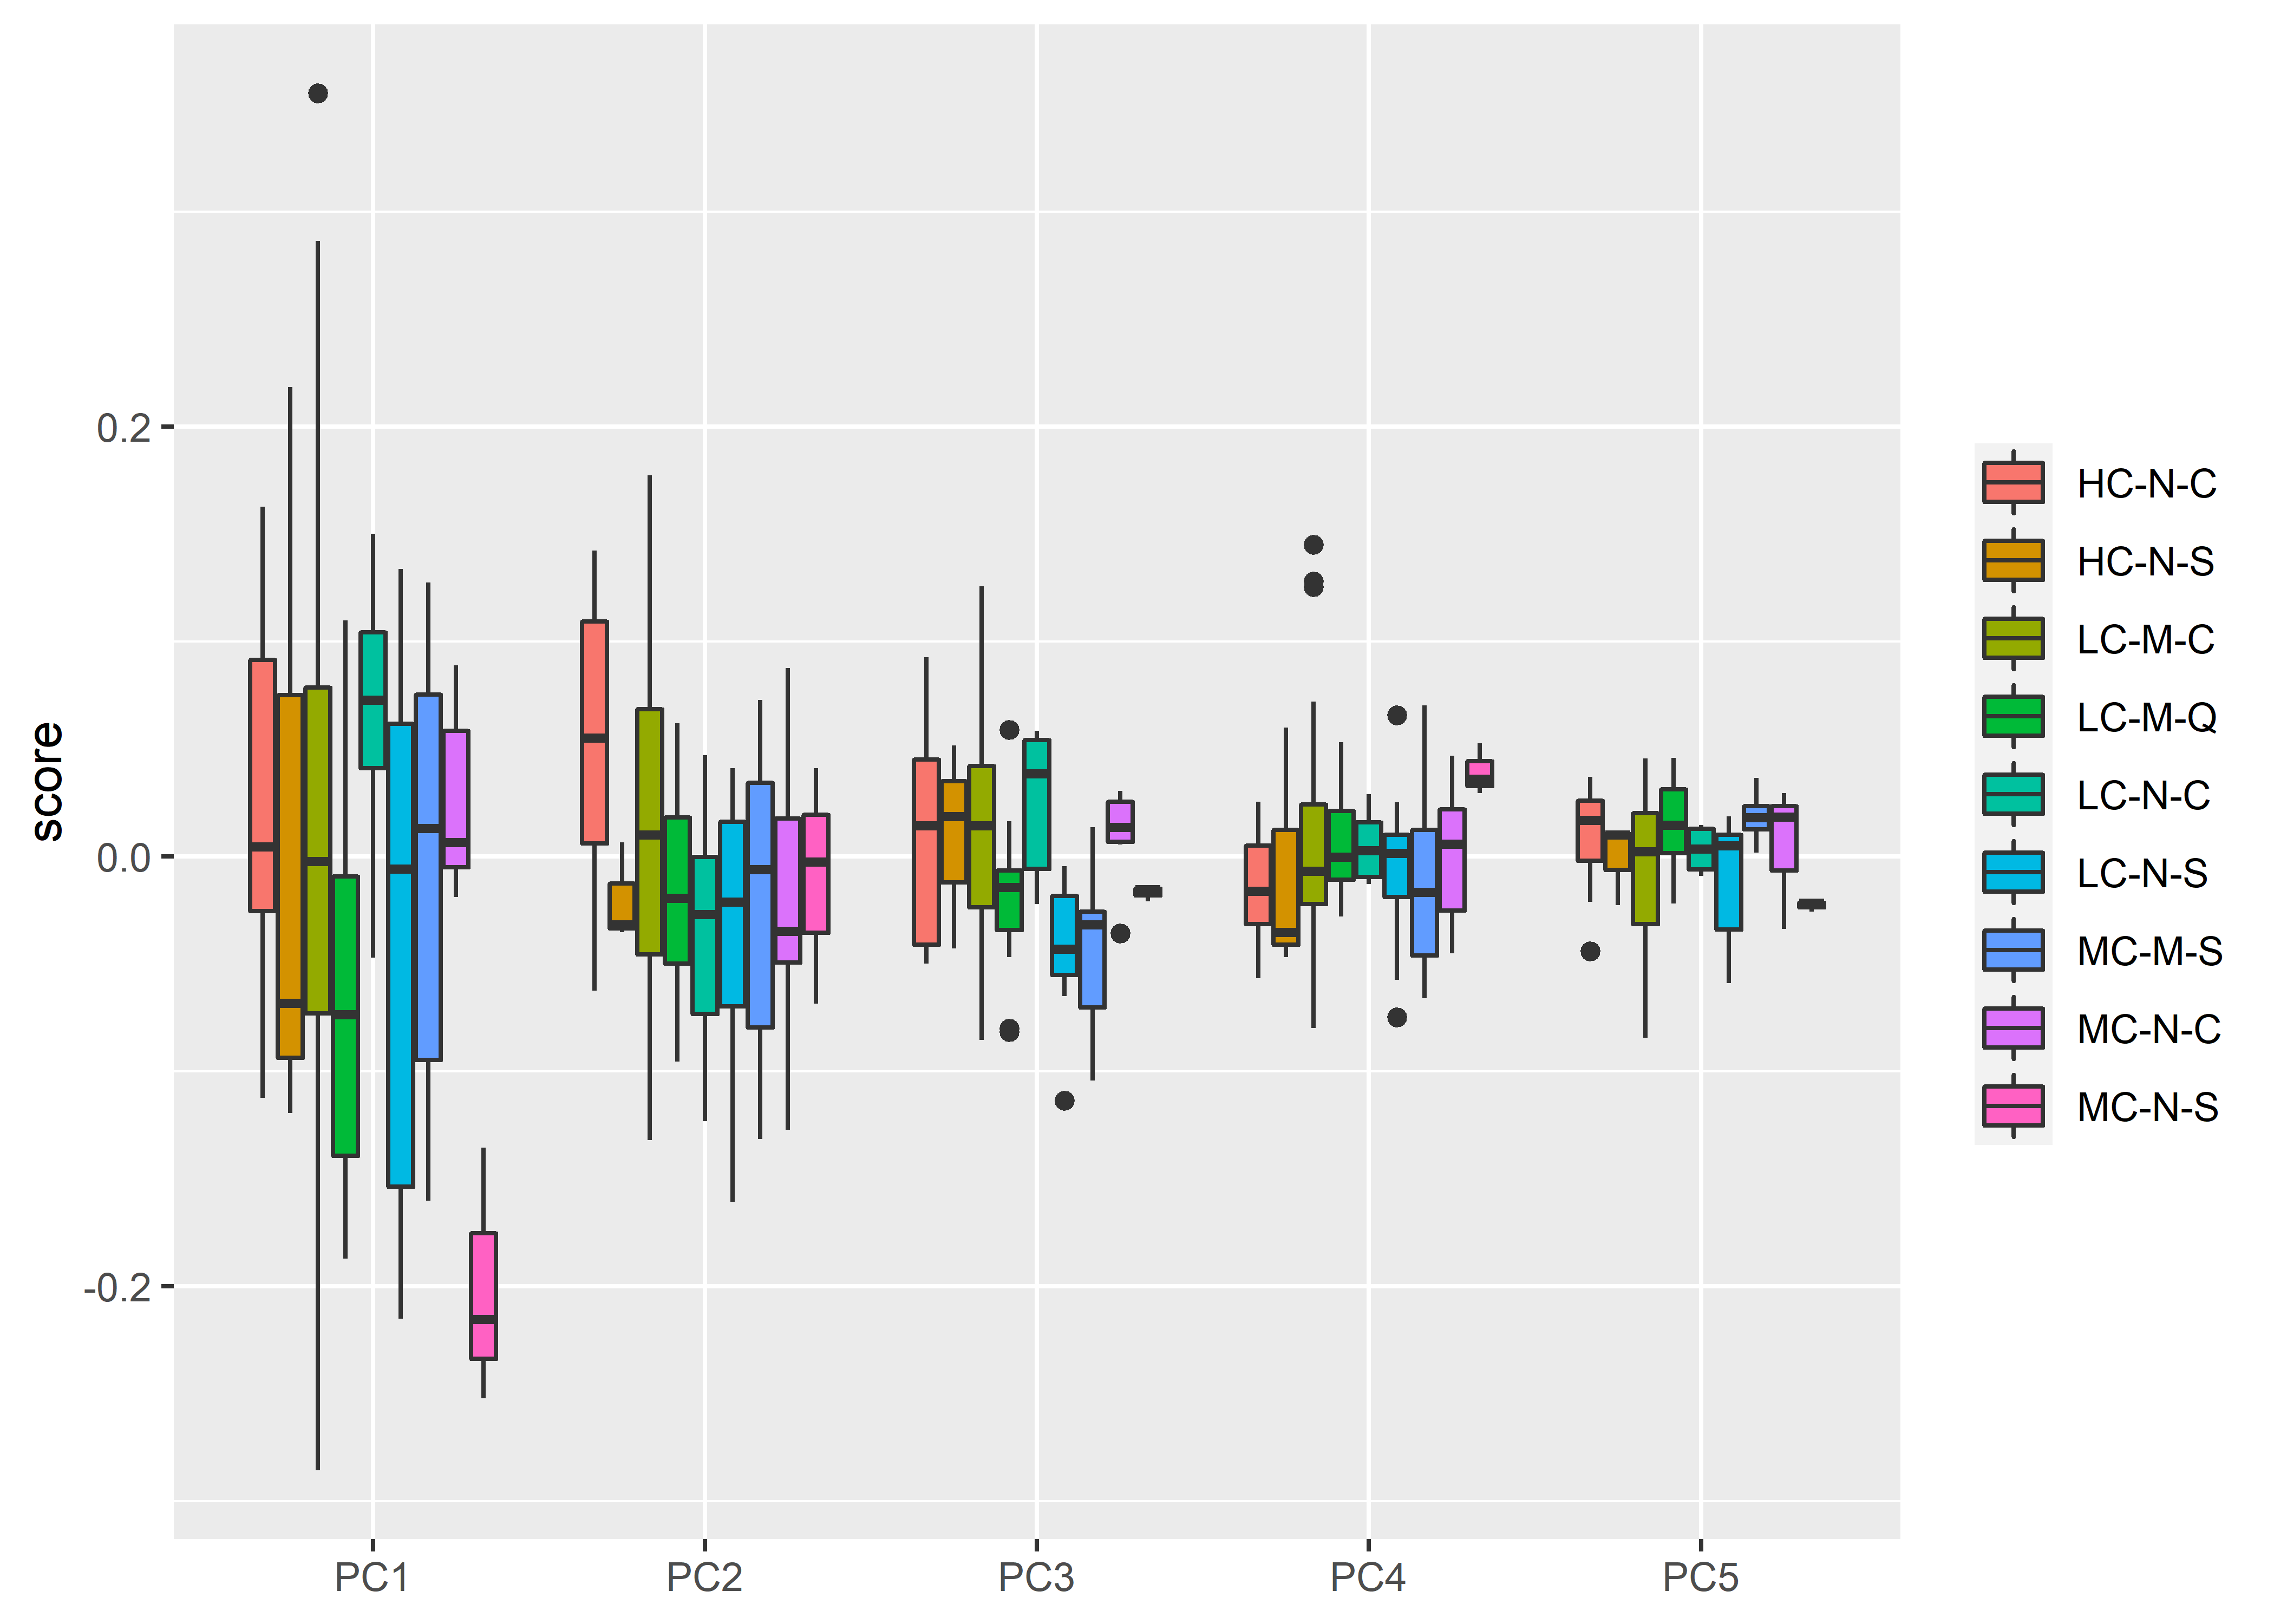 score
0.2
0.0
-0.2
PC1
PC2
PC3
PC4
PC5
HC-N-C
HC-N-S
LC-M-C
LC-M-Q
LC-N-C
LC-N-S
MC-M-S
MC-N-C
MC-N-S